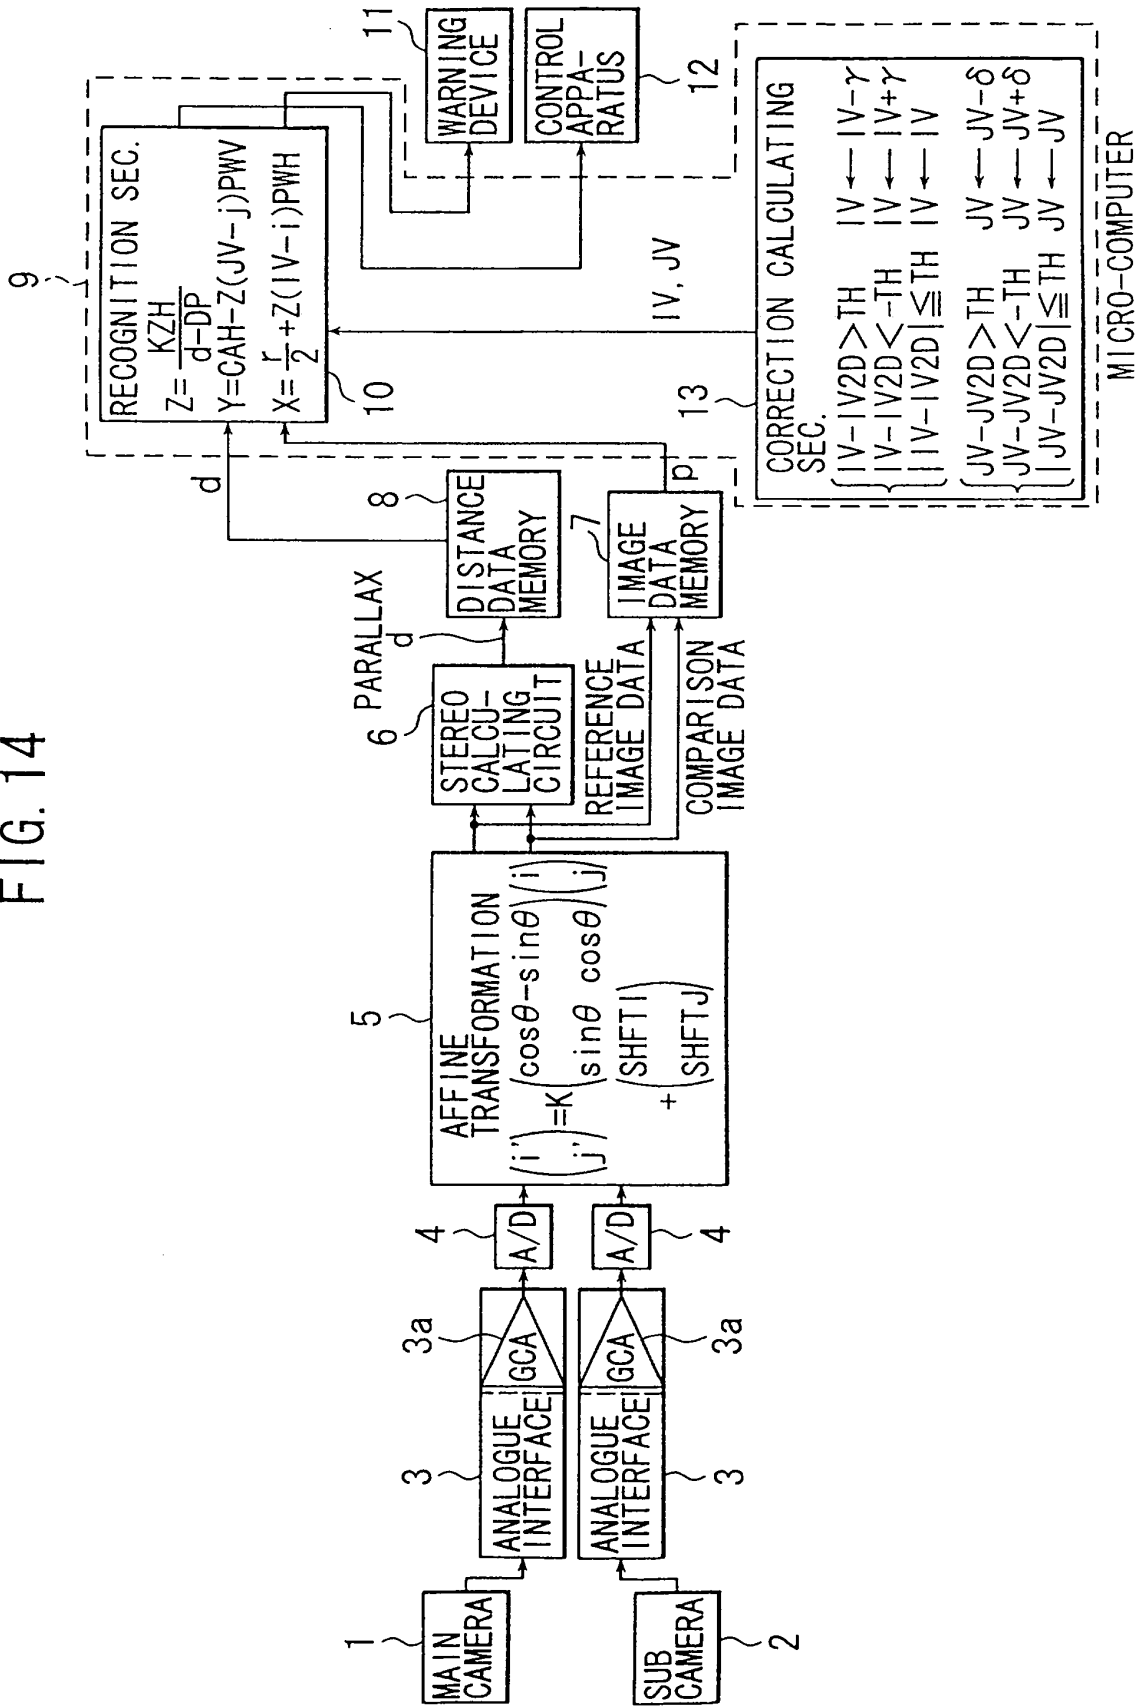 FIG. 14
1
MAIN
CAMERA
SUB
CAMERA
2
3
ANALOGUE
INTERFACE
GCA
3a
ANALOGUE
INTERFACE
GCA
3
3a
4
A/D
A/D
4
5
AFFINE
TRANSFORMATION
(i' j')=K(cosθ-sinθ sinθ cosθ)(i j)
+(SHFTI SHFTJ)
6
STEREO
CALCU-
LATING
CIRCUIT
PARALLAX
d
REFERENCE
IMAGE DATA
COMPARISON
IMAGE DATA
8
DISTANCE
DATA
MEMORY
7
IMAGE
DATA
MEMORY
d
p
9
RECOGNITION SEC.
Z=KZH/d-DP
Y=CAH-Z(JV-j)PWV
X=r/2+Z(IV-i)PWH
10
11
WARNING
DEVICE
CONTROL
APPA-
RATUS
12
IV, JV
13
CORRECTION CALCULATING
SEC.
IV-IV2D>TH IV←IV-γ
IV-IV2D<-TH IV←IV+γ
|IV-IV2D|≦TH IV←IV
JV-JV2D>TH JV←JV-δ
JV-JV2D<-TH JV←JV+δ
|JV-JV2D|≦TH JV←JV
MICRO-COMPUTER